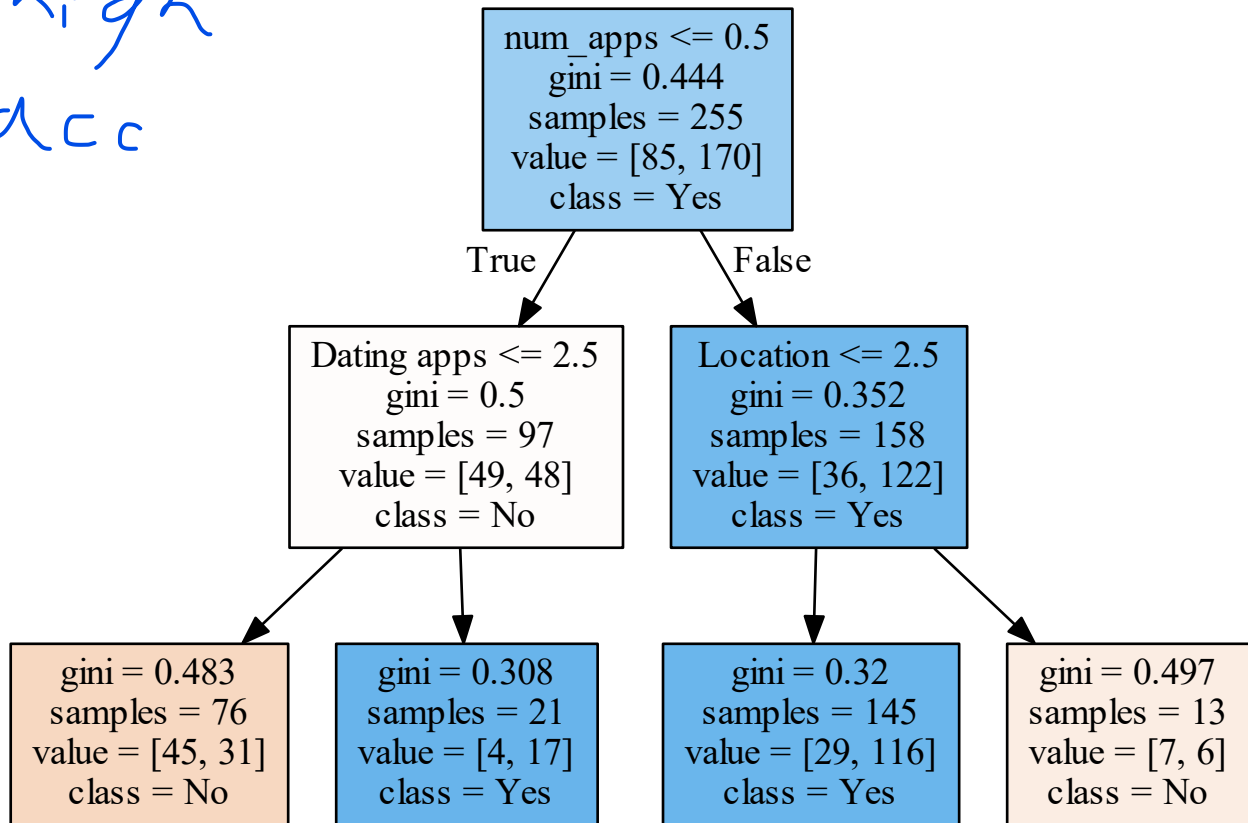 high
acc
num_apps <= 0.5
gini = 0.444
samples = 255
value = [85, 170]
class = Yes
True
False
Dating apps <= 2.5
gini = 0.5
samples = 97
value = [49, 48]
class = No
Location <= 2.5
gini = 0.352
samples = 158
value = [36, 122]
class = Yes
gini = 0.483
samples = 76
value = [45, 31]
class = No
gini = 0.308
samples = 21
value = [4, 17]
class = Yes
gini = 0.32
samples = 145
value = [29, 116]
class = Yes
gini = 0.497
samples = 13
value = [7, 6]
class = No